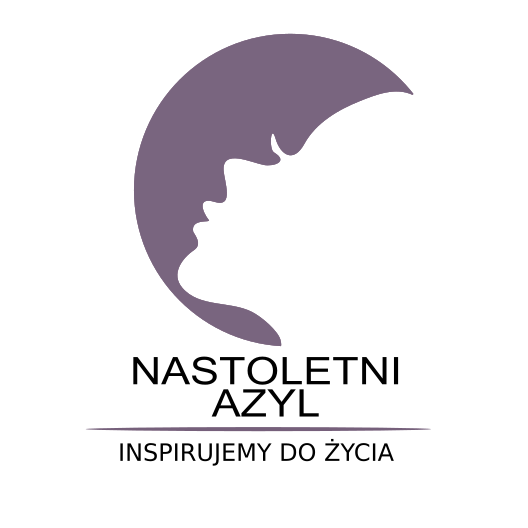 NASTOLETNI
AZYL
INSPIRUJEMY DO ŻYCIA